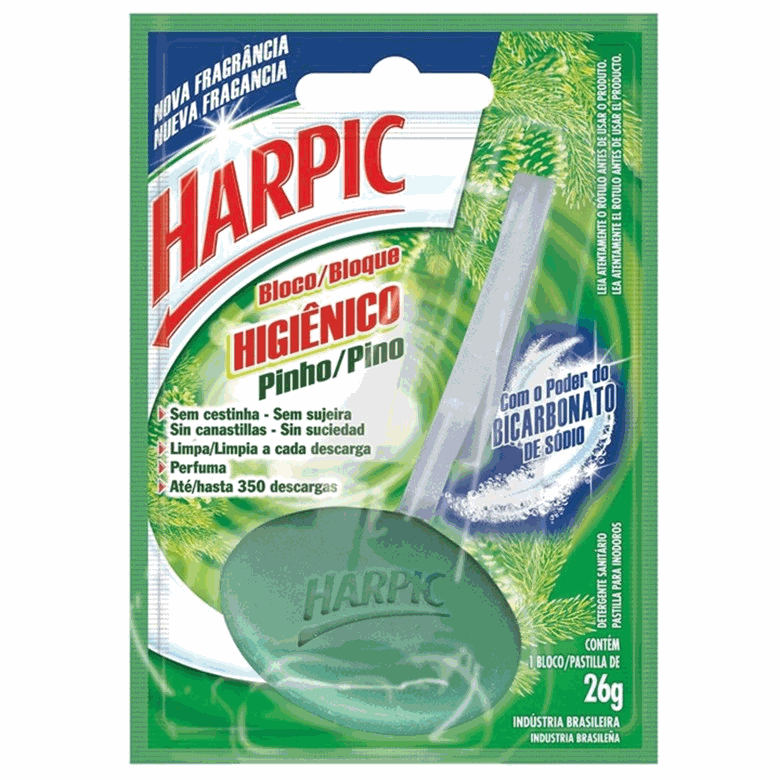 NOVA FRAGRÂNCIA
NUEVA FRAGANCIA
HARPIC
Bloco/Bloque
HIGIÊNICO
Pinho/Pino
Sem cestinha - Sem sujeira
Sin canastillas - Sin suciedad
Limpa/Limpia a cada descarga
Perfuma
Até/hasta 350 descargas
Com o Poder do
BICARBONATO
DE SÓDIO
HARPIC
LEIA ATENTAMENTE O RÓTULO ANTES DE USAR O PRODUTO.
LEA ATENTAMENTE EL ROTULO ANTES DE USAR EL PRODUCTO.
DETERGENTE SANITÁRIO
PASTILLA PARA INODOROS
CONTÉM
1 BLOCO/PASTILLA DE
26g
INDÚSTRIA BRASILEIRA
INDUSTRIA BRASILEÑA